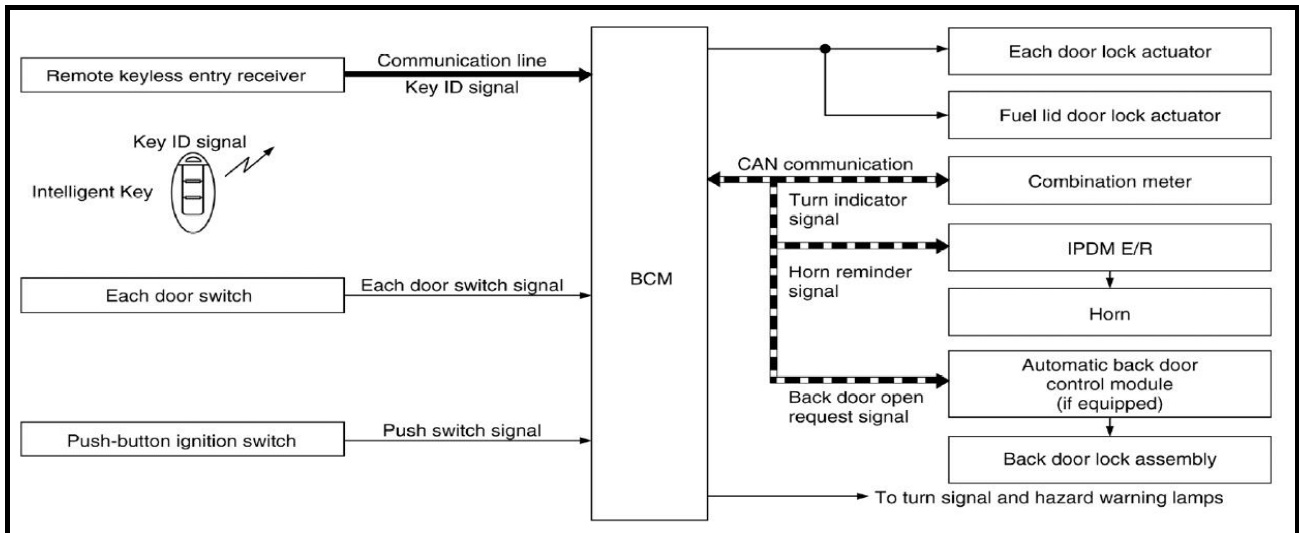 Remote keyless entry receiver
Communication line
Key ID signal
Key ID signal
Intelligent Key
Each door switch
Each door switch signal
Push-button ignition switch
Push switch signal
BCM
Each door lock actuator
Fuel lid door lock actuator
CAN communication
Combination meter
Turn indicator
signal
IPDM E/R
Horn reminder
signal
Horn
Automatic back door
control module
(if equipped)
Back door open
request signal
Back door lock assembly
To turn signal and hazard warning lamps